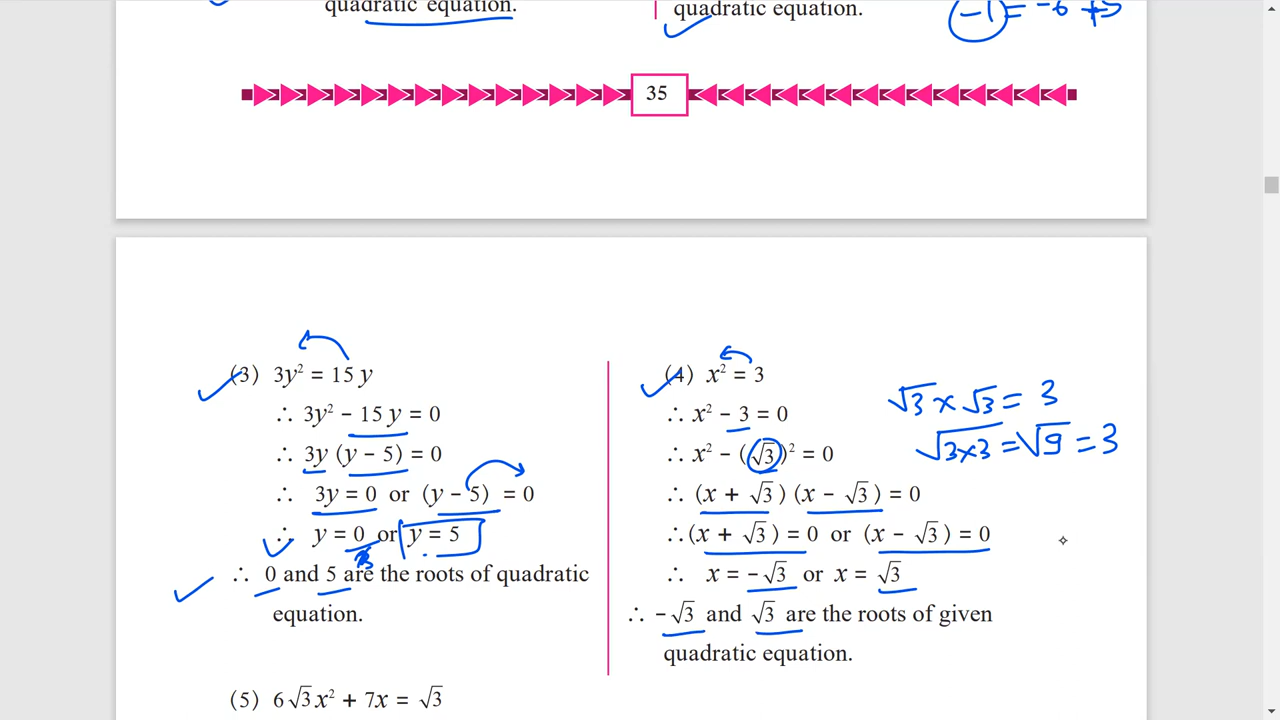 quadratic equation.
quadratic equation.
-1 = -6 +5
35
(3) 3y² = 15 y
∴ 3y² − 15 y = 0
∴ 3y (y − 5) = 0
∴ 3y = 0 or (y − 5) = 0
∴ y = 0 or y = 5
∴ 0 and 5 are the roots of quadratic
equation.
(4) x² = 3
∴ x² − 3 = 0
∴ x² − (√3)² = 0
∴ (x + √3) (x − √3) = 0
∴(x + √3) = 0 or (x − √3) = 0
∴ x = −√3 or x = √3
∴ −√3 and √3 are the roots of given
quadratic equation.
√3 × √3 = 3
√3×3 = √9 = 3
(5) 6√3x² + 7x = √3